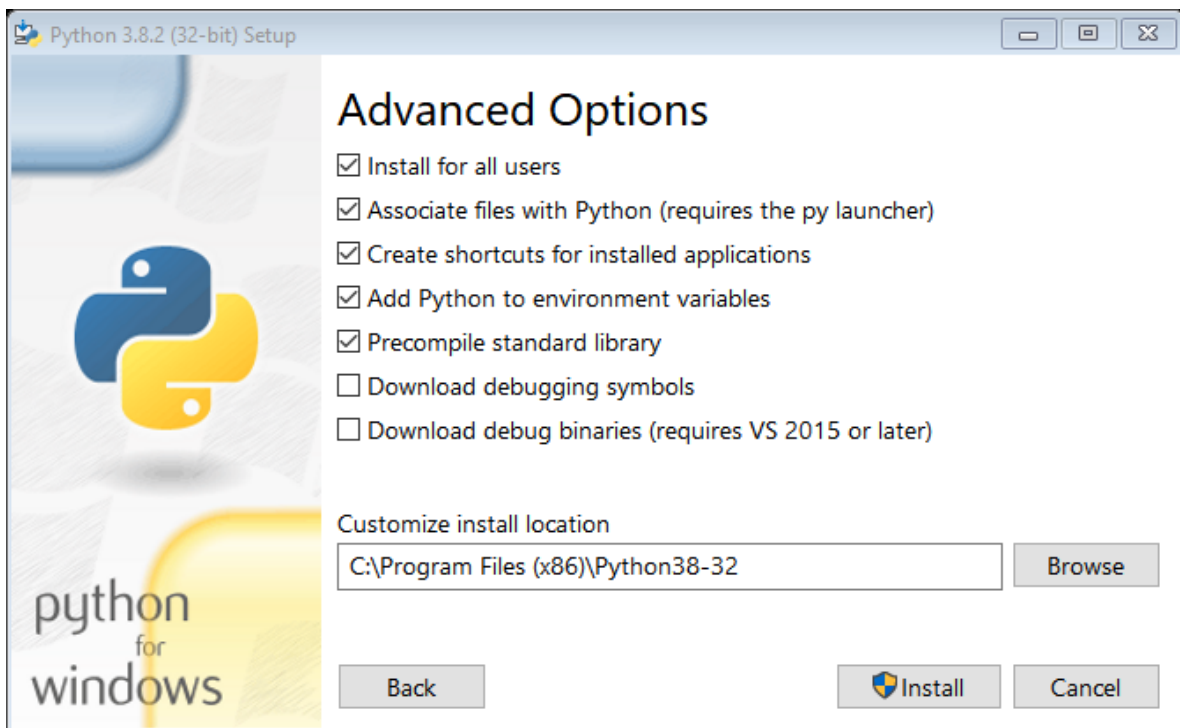 Python 3.8.2 (32-bit) Setup
Advanced Options
Install for all users
Associate files with Python (requires the py launcher)
Create shortcuts for installed applications
Add Python to environment variables
Precompile standard library
Download debugging symbols
Download debug binaries (requires VS 2015 or later)
Customize install location
C:\Program Files (x86)\Python38-32
Browse
python
for
windows
Back
Install
Cancel